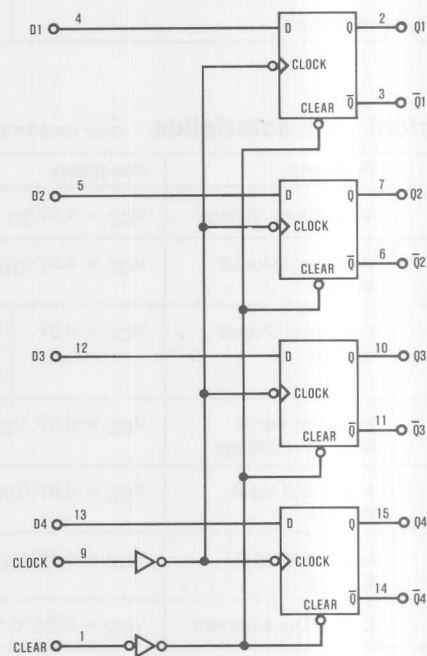 D1 4 D Q 2 Q1
CLOCK
CLEAR Q̅ 3 Q̅1
D2 5 D Q 7 Q2
CLOCK
CLEAR Q̅ 6 Q̅2
D3 12 D Q 10 Q3
CLOCK
CLEAR Q̅ 11 Q̅3
D4 13 D Q 15 Q4
CLOCK CLOCK
CLEAR 1 CLEAR Q̅ 14 Q̅4